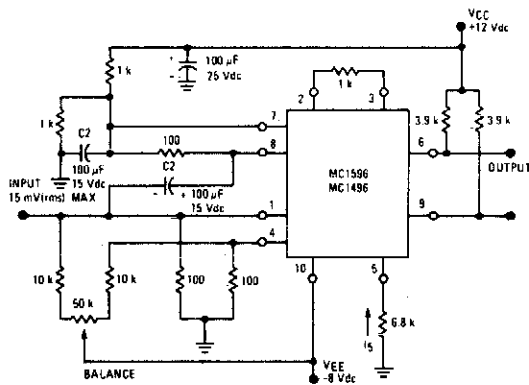 VCC
+12 Vdc
+
-
100 µF
25 Vdc
1 k
1 k
2
3
1 k
3.9 k
3.9 k
C2
100 µF
15 Vdc
7
100
8
C2
- + 100 µF
15 Vdc
MC1596
MC1496
6
OUTPUT
INPUT
15 mV(rms) MAX
1
4
9
10 k
10 k
50 k
100
100
10
5
I5
6.8 k
VEE
-8 Vdc
BALANCE